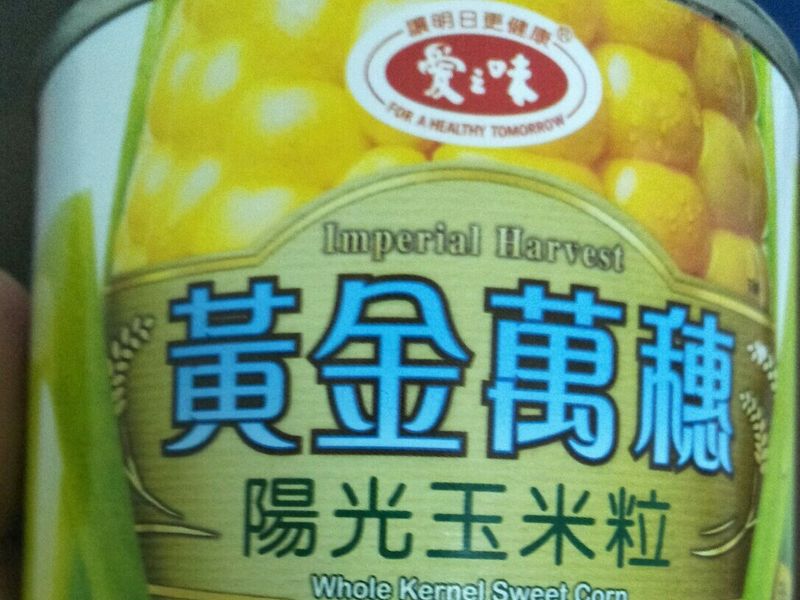 讓明日更健康®
愛之味
FOR A HEALTHY TOMORROW
Imperial Harvest
黃金萬穗
陽光玉米粒
Whole Kernel Sweet Corn